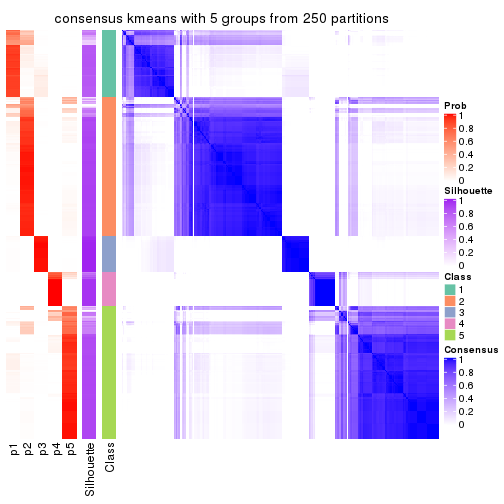 consensus kmeans with 5 groups from 250 partitions
Prob
1
0.8
0.6
0.4
0.2
0
Silhouette
1
0.8
0.6
0.4
0.2
0
Class
1
2
3
4
5
Consensus
1
0.8
0.6
0.4
0.2
0
p1
p2
p3
p4
p5
Silhouette
Class